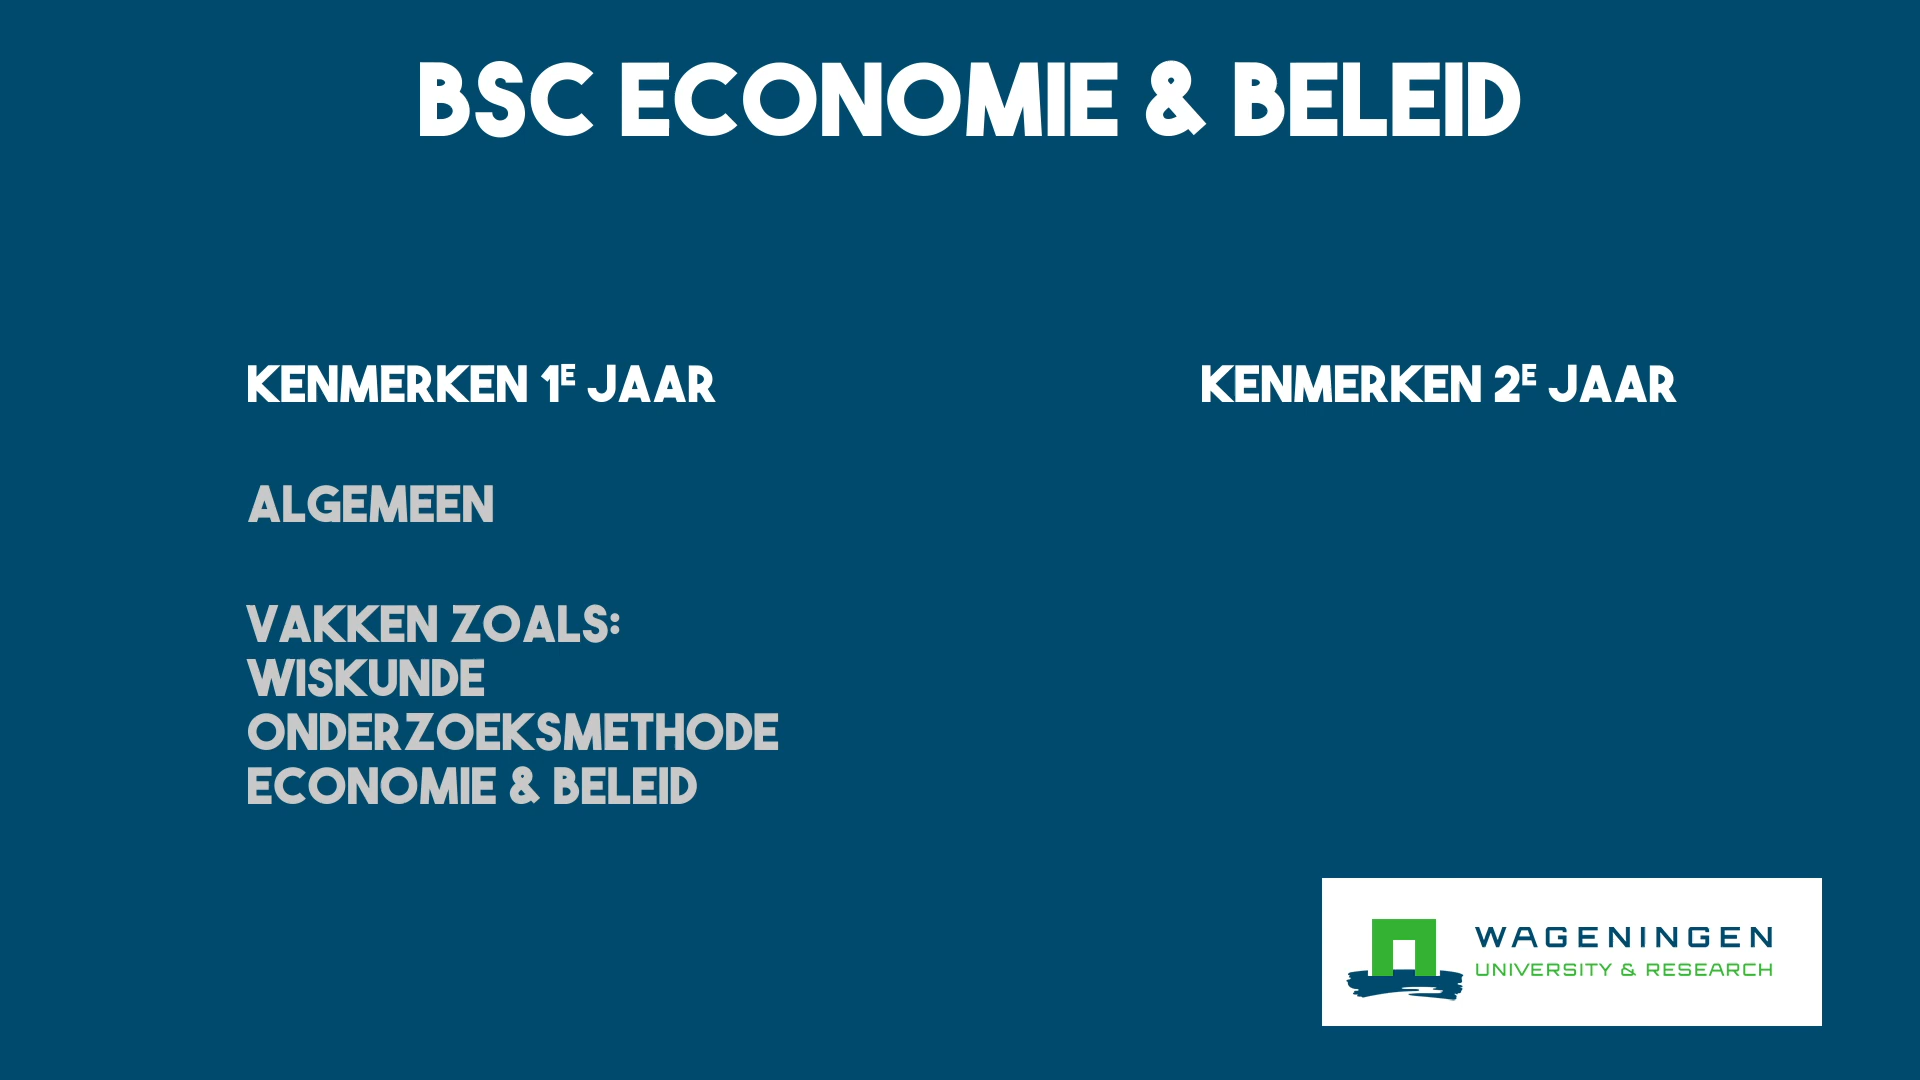 BSC ECONOMIE & BELEID
KENMERKEN 1E JAAR
ALGEMEEN
VAKKEN ZOALS:
WISKUNDE
ONDERZOEKSMETHODE
ECONOMIE & BELEID
KENMERKEN 2E JAAR
WAGENINGEN
UNIVERSITY & RESEARCH